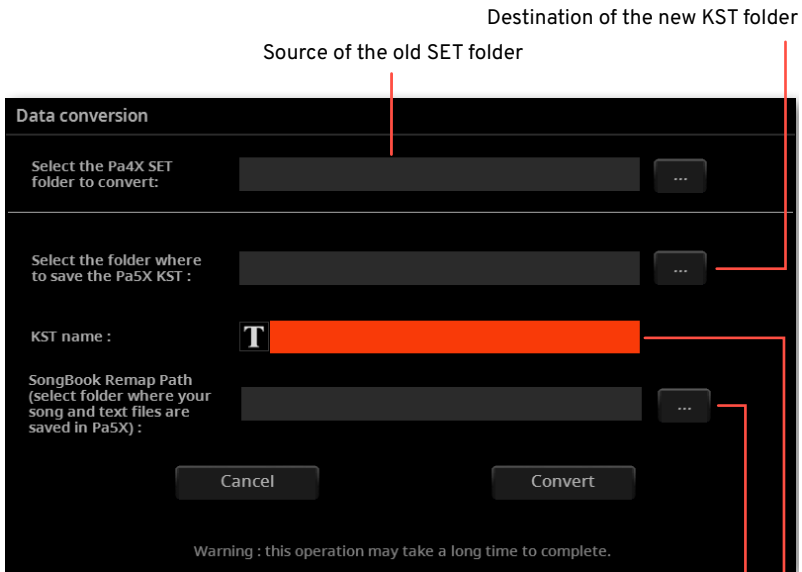 Destination of the new KST folder
Source of the old SET folder
Data conversion
Select the Pa4X SET
folder to convert:
...
Select the folder where
to save the Pa5X KST :
...
KST name :
T
SongBook Remap Path
(select folder where your
song and text files are
saved in Pa5X) :
...
Cancel
Convert
Warning : this operation may take a long time to complete.